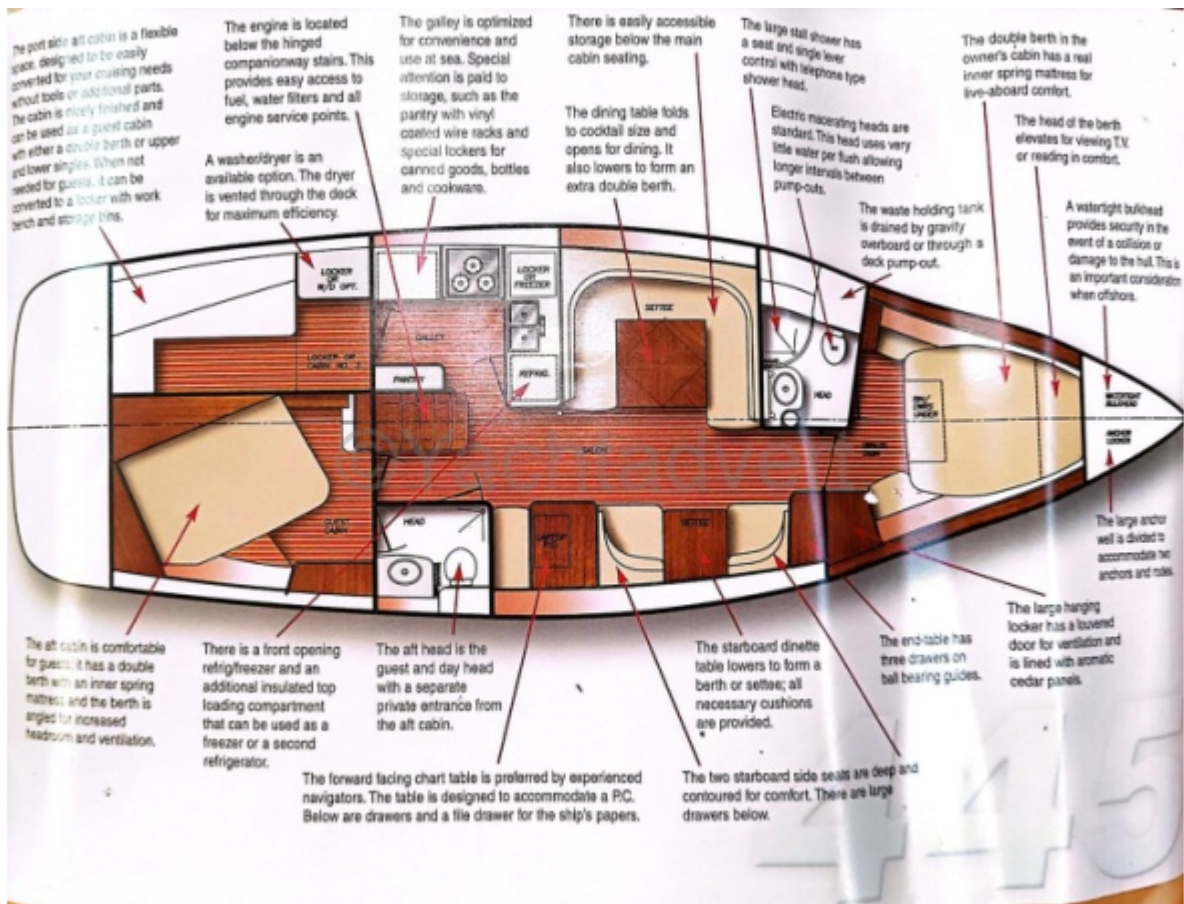 The port side aft cabin is a flexible
space, designed to be easily
converted for your cruising needs
without tools or additional parts.
The cabin is nicely finished and
can be used as a guest cabin
with either a double berth or upper
and lower singles. When not
needed for guests, it can be
converted to a locker with work
bench and storage bins.
The engine is located
below the hinged
companionway stairs. This
provides easy access to
fuel, water filters and all
engine service points.
A washer/dryer is an
available option. The dryer
is vented through the deck
for maximum efficiency.
The galley is optimized
for convenience and
use at sea. Special
attention is paid to
storage, such as the
pantry with vinyl
coated wire racks and
special lockers for
canned goods, bottles
and cookware.
There is easily accessible
storage below the main
cabin seating.
The dining table folds
to cocktail size and
opens for dining. It
also lowers to form an
extra double berth.
The large stall shower has
a seat and single lever
control with telephone type
shower head.
Electric macerating heads are
standard. This head uses very
little water per flush allowing
longer intervals between
pump-outs.
The waste holding tank
is drained by gravity
overboard or through a
deck pump-out.
The double berth in the
owner's cabin has a real
inner spring mattress for
live-aboard comfort.
The head of the berth
elevates for viewing T.V.
or reading in comfort.
A watertight bulkhead
provides security in the
event of a collision or
damage to the hull. This is
an important consideration
when offshore.
LOCKER
OR
W/D OPT.
LOCKER
OR
FREEZER
SETTEE
GALLEY
LOCKER OR
CABIN NO. 3
PANTRY
REFRIG.
HEAD
UNDER
WATERTIGHT
BULKHEAD
ANCHOR
LOCKER
SALON
©Yachtadvert
HEAD
GUEST
CABIN
SETTEE
The large anchor
well is divided to
accommodate two
anchors and rodes.
The aft cabin is comfortable
for guests; it has a double
berth with an inner spring
mattress and the berth is
angled for increased
headroom and ventilation.
There is a front opening
refrig/freezer and an
additional insulated top
loading compartment
that can be used as a
freezer or a second
refrigerator.
The aft head is the
guest and day head
with a separate
private entrance from
the aft cabin.
The starboard dinette
table lowers to form a
berth or settee; all
necessary cushions
are provided.
The end-table has
three drawers on
ball bearing guides.
The large hanging
locker has a louvered
door for ventilation and
is lined with aromatic
cedar panels.
The forward facing chart table is preferred by experienced
navigators. The table is designed to accommodate a P.C.
Below are drawers and a file drawer for the ship's papers.
The two starboard side seats are deep and
contoured for comfort. There are large
drawers below.
445